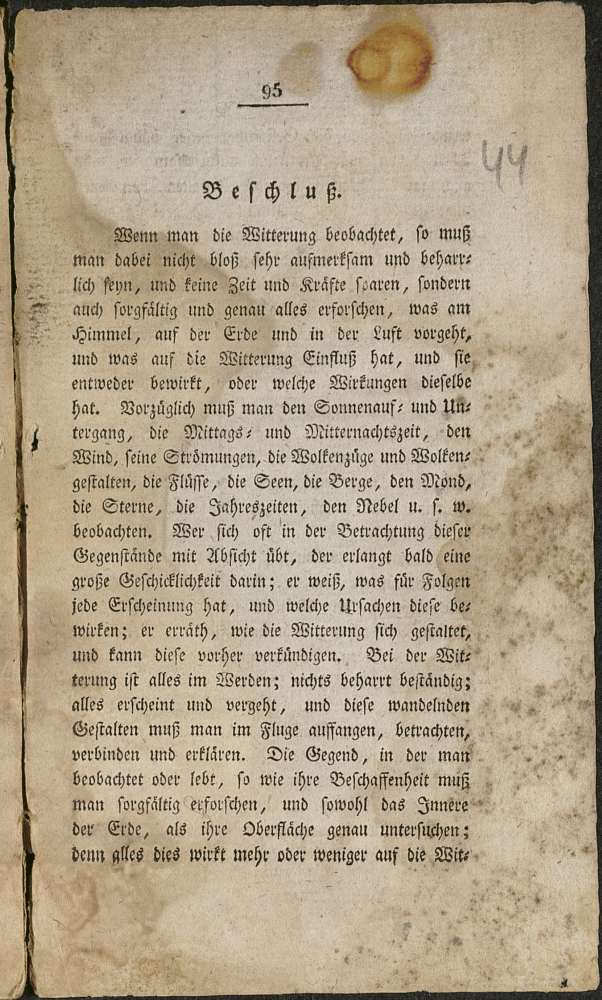 95
44
Beschluß.
Wenn man die Witterung beobachtet, so muß
man dabei nicht bloß sehr aufmerksam und beharr-
lich seyn, und keine Zeit und Kräfte sparen, sondern
auch sorgfältig und genau alles erforschen, was am
Himmel, auf der Erde und in der Luft vorgeht,
und was auf die Witterung Einfluß hat, und sie
entweder bewirkt, oder welche Wirkungen dieselbe
hat. Vorzüglich muß man den Sonnenauf- und Un-
tergang, die Mittags- und Mitternachtszeit, den
Wind, seine Strömungen, die Wolkenzüge und Wolken-
gestalten, die Flüsse, die Seen, die Berge, den Mond,
die Sterne, die Jahreszeiten, den Nebel u. s. w.
beobachten. Wer sich oft in der Betrachtung dieser
Gegenstände mit Absicht übt, der erlangt bald eine
große Geschicklichkeit darin; er weiß, was für Folgen
jede Erscheinung hat, und welche Ursachen diese be-
wirken; er erräth, wie die Witterung sich gestaltet,
und kann diese vorher verkündigen. Bei der Wit-
terung ist alles im Werden; nichts beharrt beständig;
alles erscheint und vergeht, und diese wandelnden
Gestalten muß man im Fluge auffangen, betrachten,
verbinden und erklären. Die Gegend, in der man
beobachtet oder lebt, so wie ihre Beschaffenheit muß
man sorgfältig erforschen, und sowohl das Innere
der Erde, als ihre Oberfläche genau untersuchen;
denn alles dies wirkt mehr oder weniger auf die Wit-